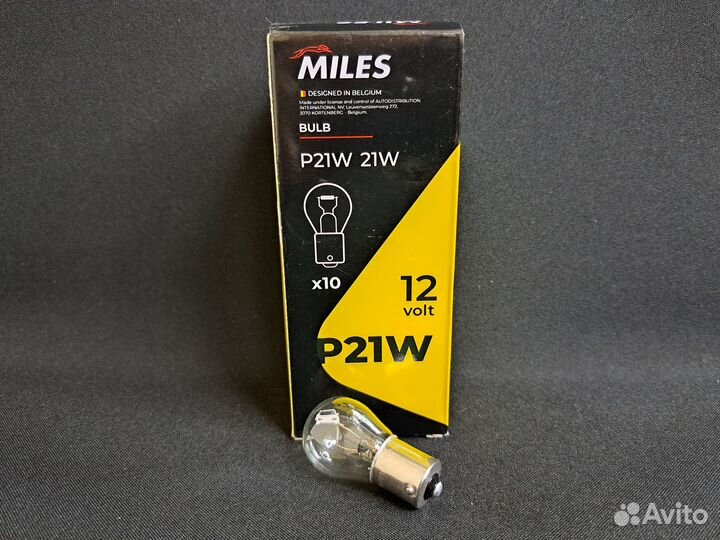 MILES
DESIGNED IN BELGIUM
Made under license and control of AUTODISTRIBUTION
INTERNATIONAL NV, Leuvensesteenweg 272,
3070 KORTENBERG - Belgium.
BULB
P21W 21W
x10
12
volt
P21W
Avito